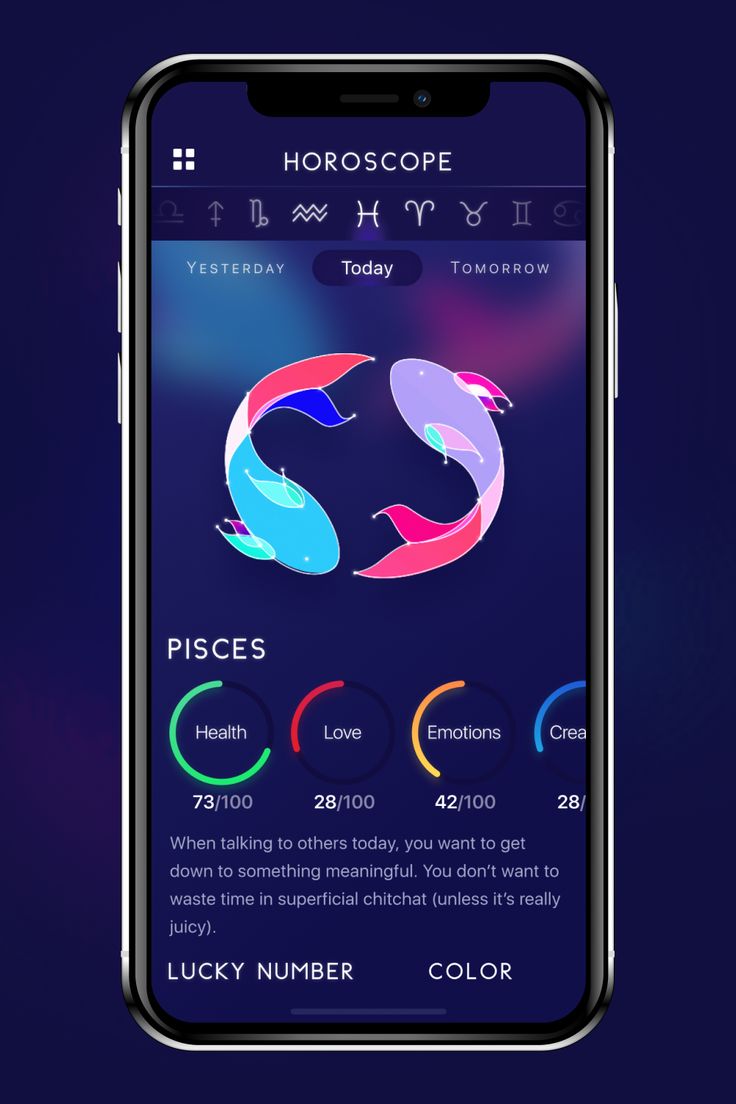 HOROSCOPE
♎ ♐ ♑ ♒ ♓ ♈ ♉ ♊ ♋
YESTERDAY Today TOMORROW
PISCES
Health Love Emotions Crea
73/100 28/100 42/100 28/
When talking to others today, you want to get
down to something meaningful. You don't want to
waste time in superficial chitchat (unless it's really
juicy).
LUCKY NUMBER COLOR